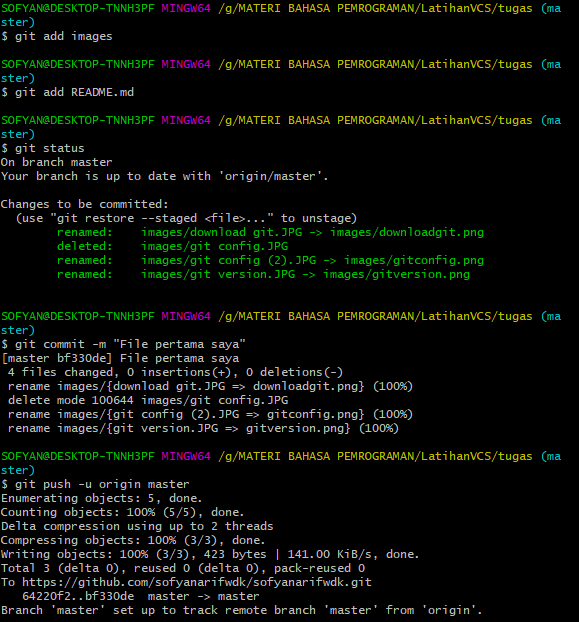 SOFYAN@DESKTOP-TNNH3PF MINGW64 /g/MATERI BAHASA PEMROGRAMAN/LatihanVCS/tugas (ma
ster)
$ git add images
SOFYAN@DESKTOP-TNNH3PF MINGW64 /g/MATERI BAHASA PEMROGRAMAN/LatihanVCS/tugas (ma
ster)
$ git add README.md
SOFYAN@DESKTOP-TNNH3PF MINGW64 /g/MATERI BAHASA PEMROGRAMAN/LatihanVCS/tugas (ma
ster)
$ git status
On branch master
Your branch is up to date with 'origin/master'.
Changes to be committed:
  (use "git restore --staged <file>..." to unstage)
        renamed:    images/download git.JPG -> images/downloadgit.png
        deleted:    images/git config.JPG
        renamed:    images/git config (2).JPG -> images/gitconfig.png
        renamed:    images/git version.JPG -> images/gitversion.png
SOFYAN@DESKTOP-TNNH3PF MINGW64 /g/MATERI BAHASA PEMROGRAMAN/LatihanVCS/tugas (ma
ster)
$ git commit -m "File pertama saya"
[master bf330de] File pertama saya
 4 files changed, 0 insertions(+), 0 deletions(-)
 rename images/{download git.JPG => downloadgit.png} (100%)
 delete mode 100644 images/git config.JPG
 rename images/{git config (2).JPG => gitconfig.png} (100%)
 rename images/{git version.JPG => gitversion.png} (100%)
SOFYAN@DESKTOP-TNNH3PF MINGW64 /g/MATERI BAHASA PEMROGRAMAN/LatihanVCS/tugas (ma
ster)
$ git push -u origin master
Enumerating objects: 5, done.
Counting objects: 100% (5/5), done.
Delta compression using up to 2 threads
Compressing objects: 100% (3/3), done.
Writing objects: 100% (3/3), 423 bytes | 141.00 KiB/s, done.
Total 3 (delta 0), reused 0 (delta 0), pack-reused 0
To https://github.com/sofyanarifwdk/sofyanarifwdk.git
   64220f2..bf330de  master -> master
Branch 'master' set up to track remote branch 'master' from 'origin'.